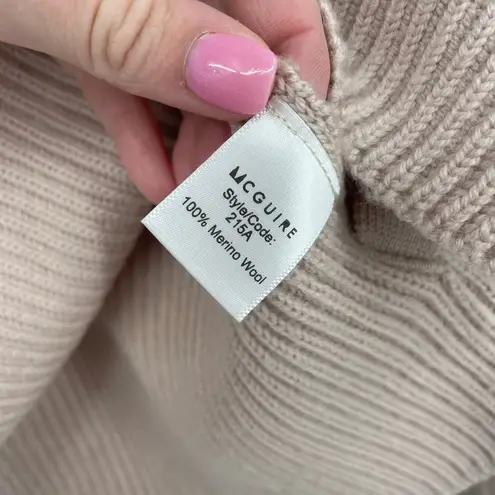 MCGUIRE
Style/Code:
215A
100% Merino Wool